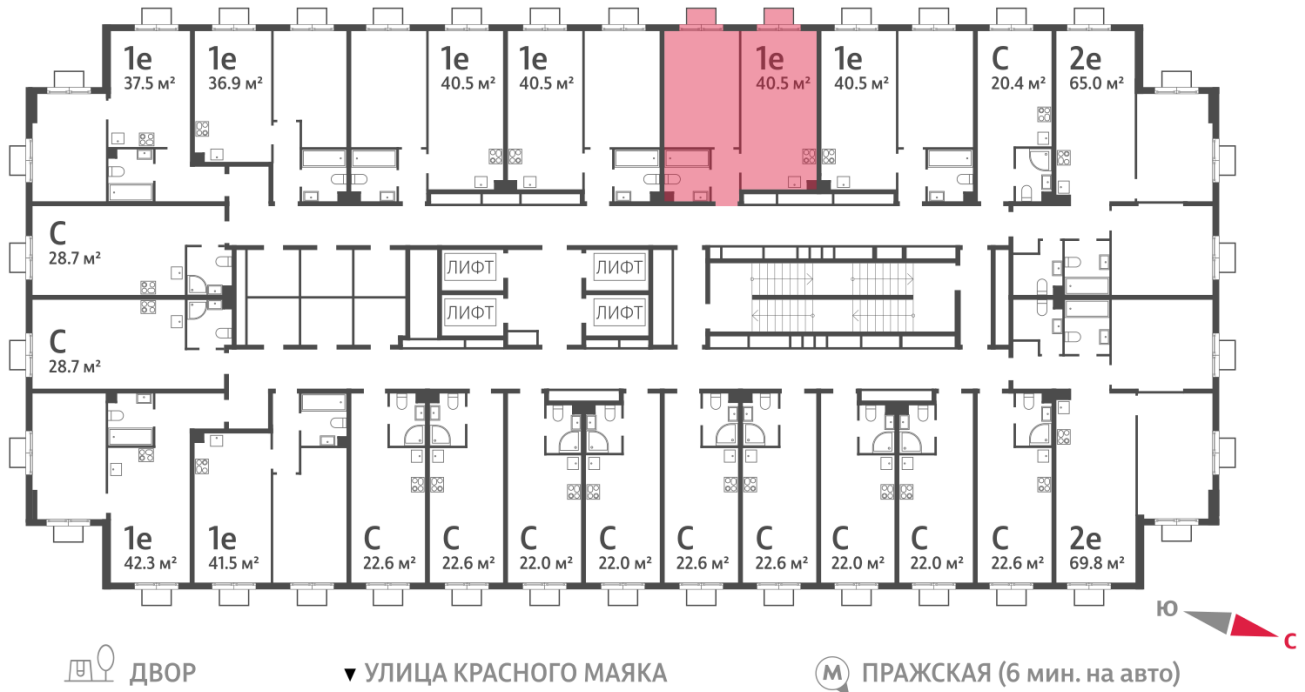 1е
37.5 м²
1е
36.9 м²
1е
40.5 м²
1е
40.5 м²
1е
40.5 м²
1е
40.5 м²
С
20.4 м²
2е
65.0 м²
С
28.7 м²
ЛИФТ
ЛИФТ
ЛИФТ
ЛИФТ
С
28.7 м²
1е
42.3 м²
1е
41.5 м²
С
22.6 м²
С
22.6 м²
С
22.0 м²
С
22.0 м²
С
22.6 м²
С
22.6 м²
С
22.0 м²
С
22.0 м²
С
22.6 м²
2е
69.8 м²
Ю
С
ДВОР
▼ УЛИЦА КРАСНОГО МАЯКА
М ПРАЖСКАЯ (6 мин. на авто)